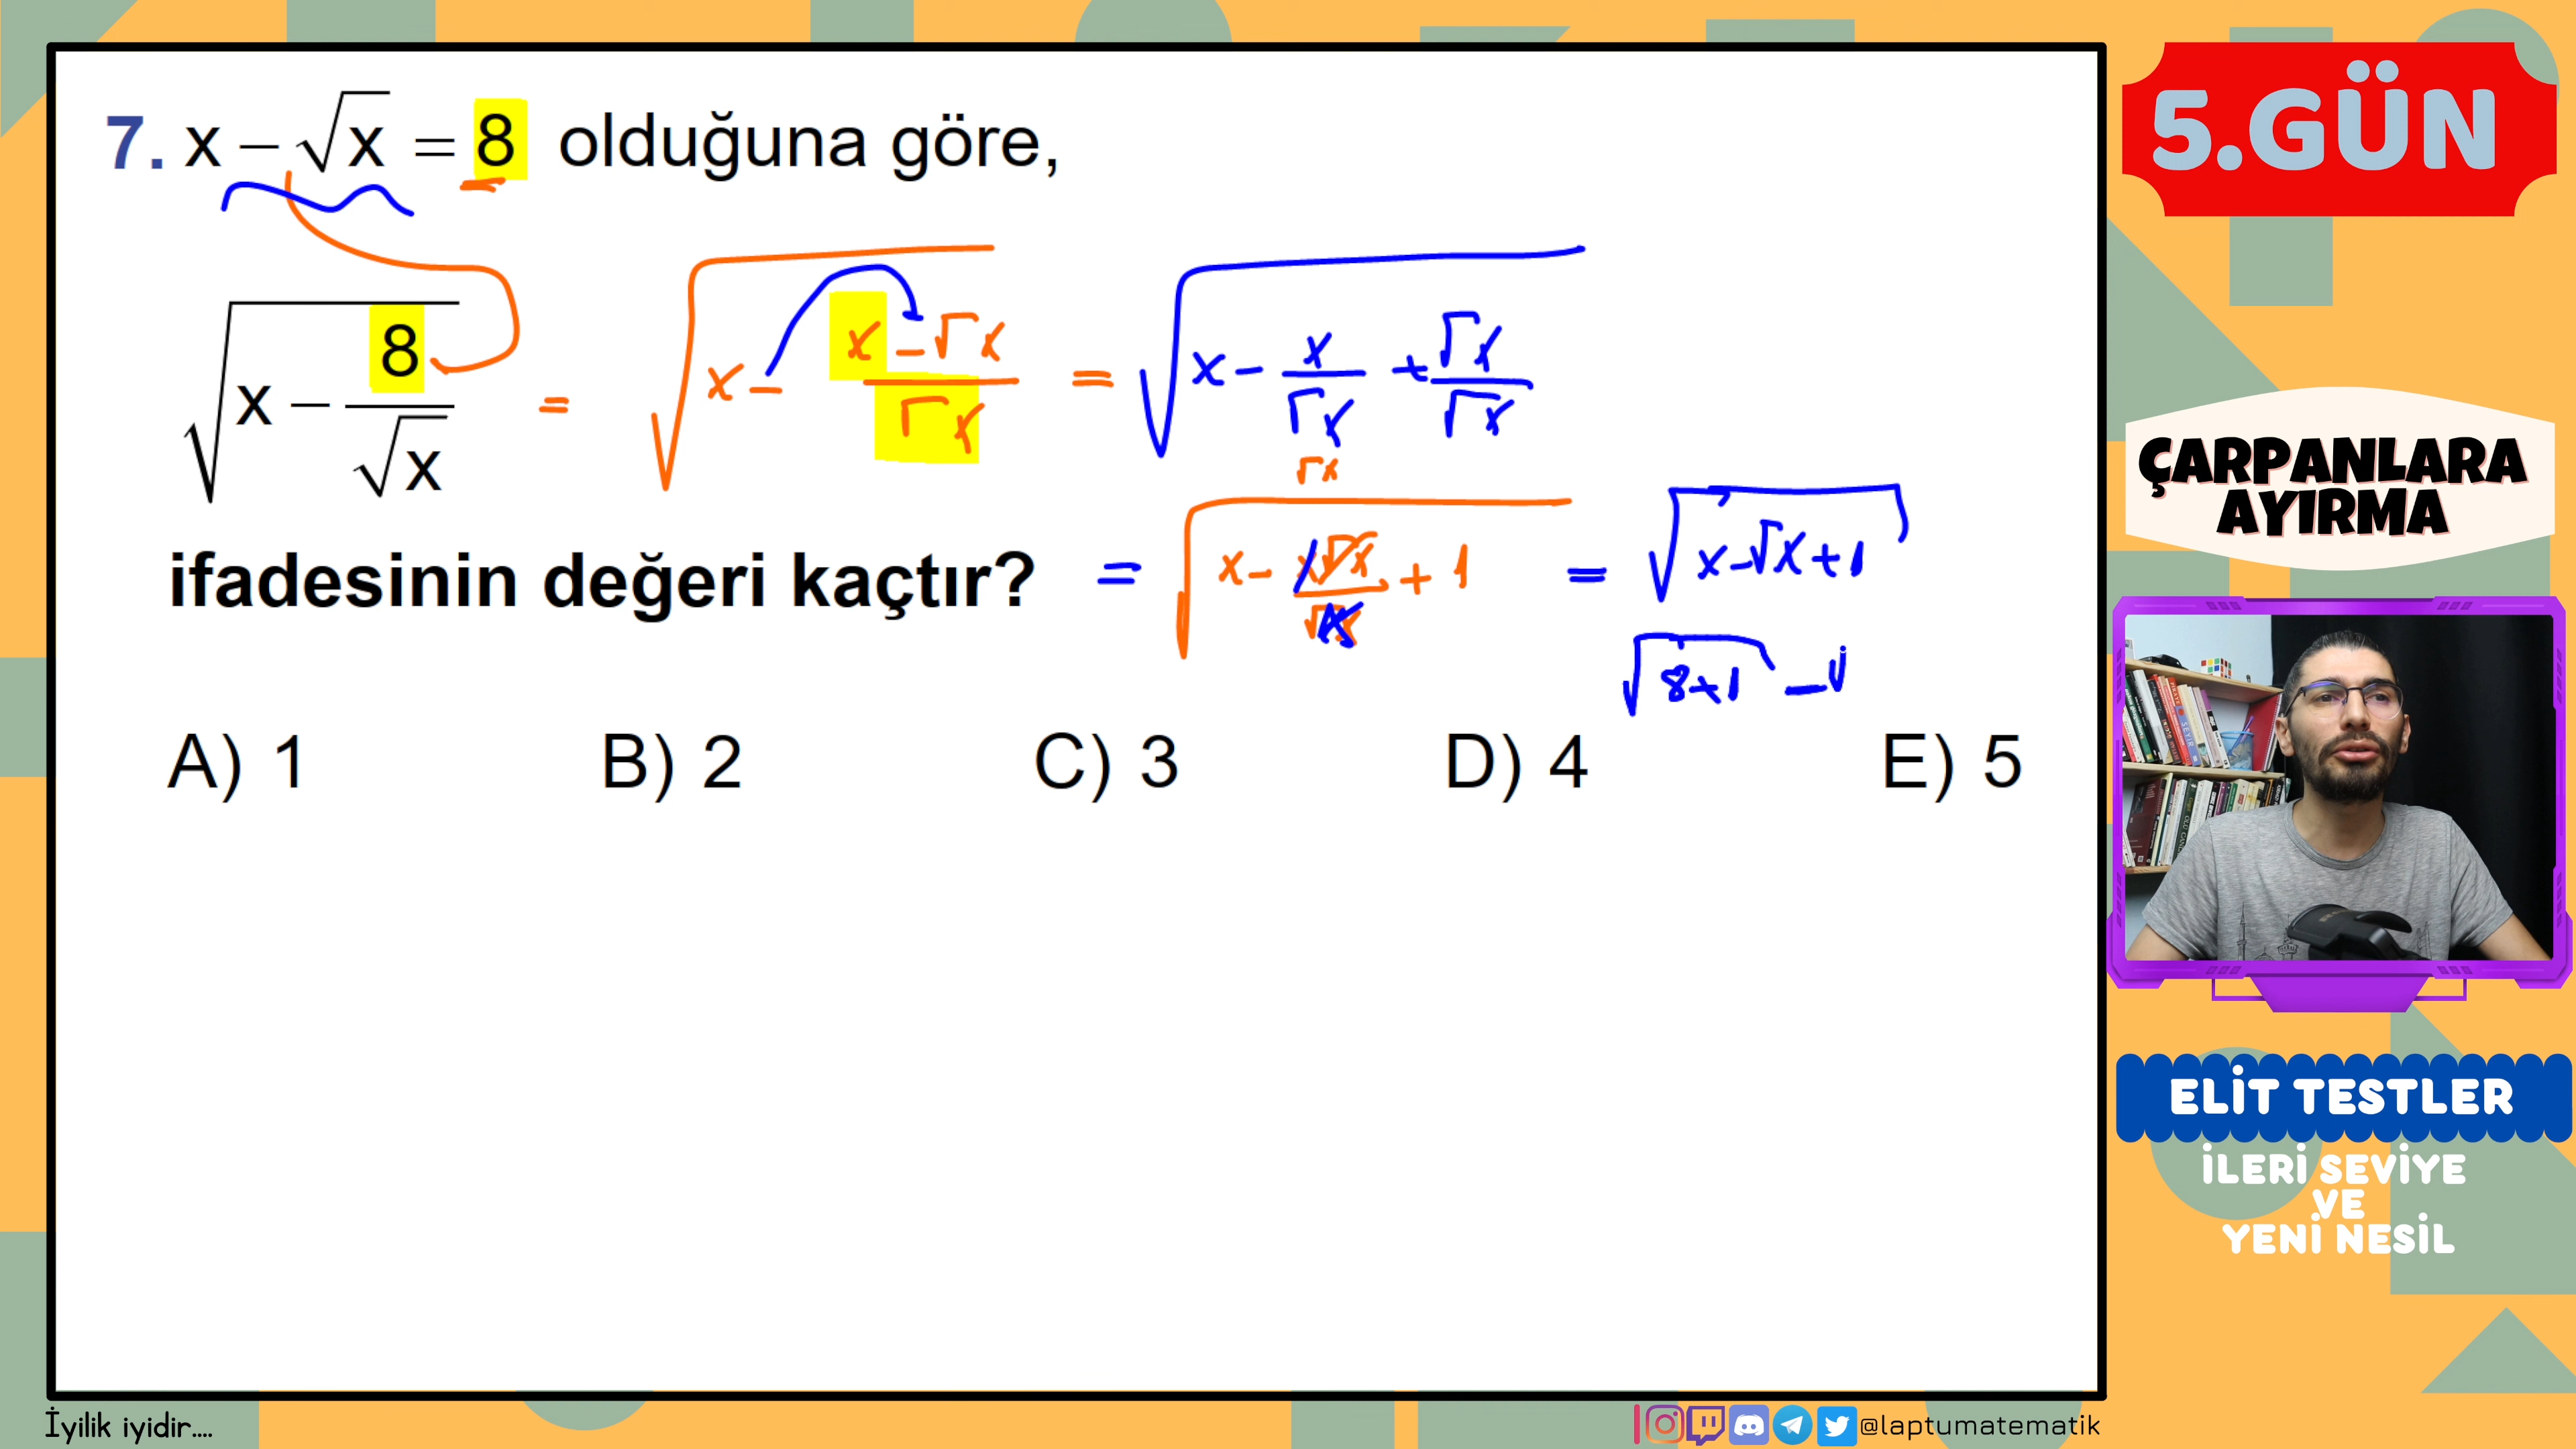 7. x − √x = 8 olduğuna göre,
√(x − 8/√x) = √(x − (x − √x)/√x) = √(x − x/√x + √x/√x)
√x
ifadesinin değeri kaçtır? = √(x − x√x/√x² + 1) = √(x − √x + 1)
√(8+1) − √
A) 1 B) 2 C) 3 D) 4 E) 5
5.GÜN
ÇARPANLARA
AYIRMA
ELİT TESTLER
İLERİ SEVİYE
VE
YENİ NESİL
İyilik iyidir....
@laptumatematik